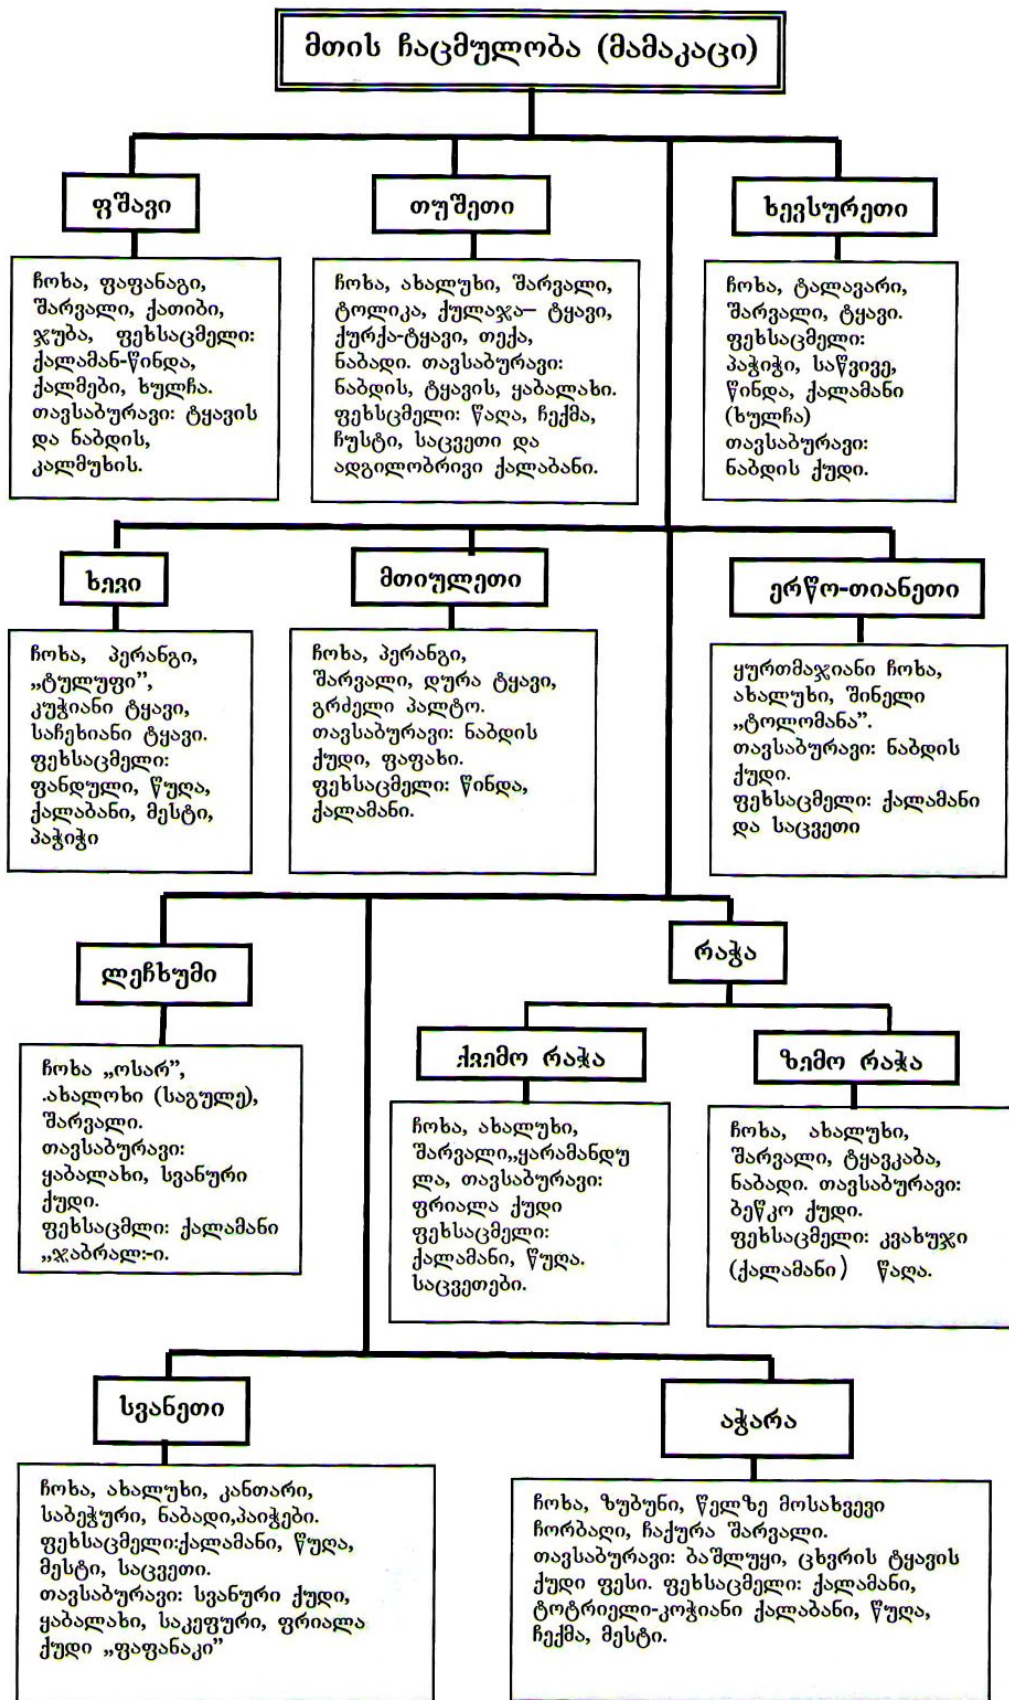 მთის ჩაცმულობა (მამაკაცი)
ფშავი
თუშეთი
ხევსურეთი
ჩოხა, ფაფანაგი,
შარვალი, ქათიბი,
ჯუბა, ფეხსაცმელი:
ქალამან-წინდა,
ქალმები, ხულჩა.
თავსაბურავი: ტყავის
და ნაბდის,
კალმუხის.
ჩოხა, ახალუხი, შარვალი,
ტოლიკა, ქულაჯა– ტყავი,
ქურქა-ტყავი, თექა,
ნაბადი. თავსაბურავი:
ნაბდის, ტყავის, ყაბალახი.
ფეხსცმელი: წაღა, ჩექმა,
ჩუსტი, საცვეთი და
ადგილობრივი ქალაბანი.
ჩოხა, ტალავარი,
შარვალი, ტყავი.
ფეხსაცმელი:
პაჭიჭი, საწვივე,
წინდა, ქალამანი
(ხულჩა)
თავსაბურავი:
ნაბდის ქუდი.
ხევი
მთიულეთი
ერწო-თიანეთი
ჩოხა, პერანგი,
„ტულუფი”,
კუჭიანი ტყავი,
საჩეხიანი ტყავი.
ფეხსაცმელი:
ფანდული, წუღა,
ქალაბანი, მესტი,
პაჭიჭი
ჩოხა, პერანგი,
შარვალი, დურა ტყავი,
გრძელი პალტო.
თავსაბურავი: ნაბდის
ქუდი, ფაფახი.
ფეხსაცმელი: წინდა,
ქალამანი.
ყურთმაჯიანი ჩოხა,
ახალუხი, შინელი
„ტოლომანა”.
თავსაბურავი: ნაბდის
ქუდი.
ფეხსაცმელი: ქალამანი
და საცვეთი
ლეჩხუმი
რაჭა
ქვემო რაჭა
ზემო რაჭა
ჩოხა „ოსარ”,
.ახალოხი (საგულე),
შარვალი.
თავსაბურავი:
ყაბალახი, სვანური
ქუდი.
ფეხსაცმლი: ქალამანი
„ჯაბრალ:-ი.
ჩოხა, ახალუხი,
შარვალი,„ყარამანდუ
ლა, თავსაბურავი:
ფრიალა ქუდი
ფეხსაცმელი:
ქალამანი, წუღა.
საცვეთები.
ჩოხა, ახალუხი,
შარვალი, ტყავკაბა,
ნაბადი. თავსაბურავი:
ბეწკო ქუდი.
ფეხსაცმელი: კვახუჯი
(ქალამანი) წაღა.
სვანეთი
აჭარა
ჩოხა, ახალუხი, კანთარი,
საბეჭური, ნაბადი,პაიჭები.
ფეხსაცმელი:ქალამანი, წუღა,
მესტი, საცვეთი.
თავსაბურავი: სვანური ქუდი,
ყაბალახი, საკეფური, ფრიალა
ქუდი „ფაფანაკი”
ჩოხა, ზუბუნი, წელზე მოსახვევი
ჩორბაღი, ჩაქურა შარვალი.
თავსაბურავი: ბაშლუყი, ცხვრის ტყავის
ქუდი ფესი. ფეხსაცმელი: ქალამანი,
ტოტრიელი-კოჭიანი ქალაბანი, წუღა,
ჩექმა, მესტი.